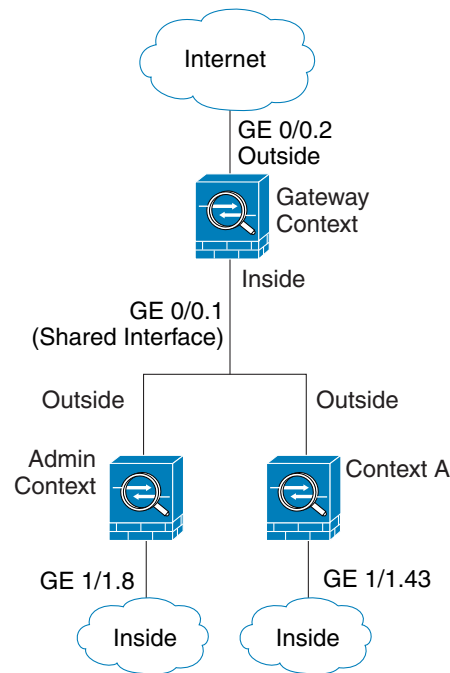 Internet
GE 0/0.2
Outside
Gateway
Context
Inside
GE 0/0.1
(Shared Interface)
Outside
Outside
Admin
Context
Context A
GE 1/1.8
GE 1/1.43
Inside
Inside